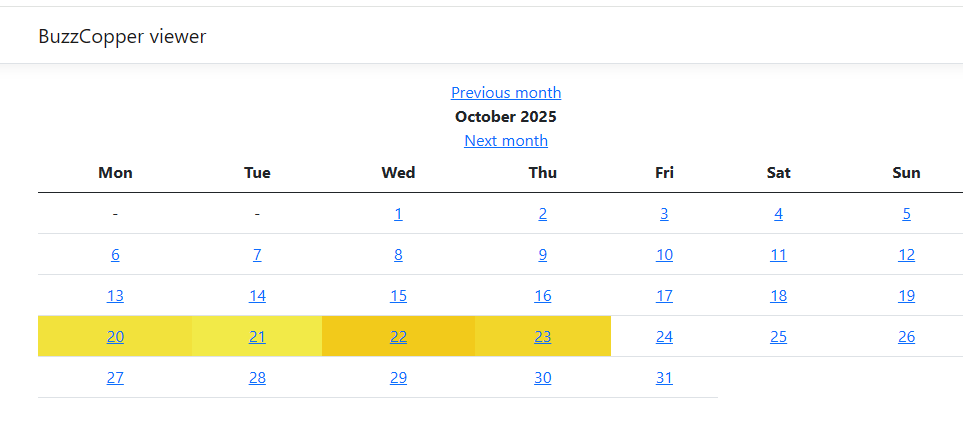 BuzzCopper viewer
Previous month
October 2025
Next month
Mon Tue Wed Thu Fri Sat Sun
- - 1 2 3 4 5
6 7 8 9 10 11 12
13 14 15 16 17 18 19
20 21 22 23 24 25 26
27 28 29 30 31